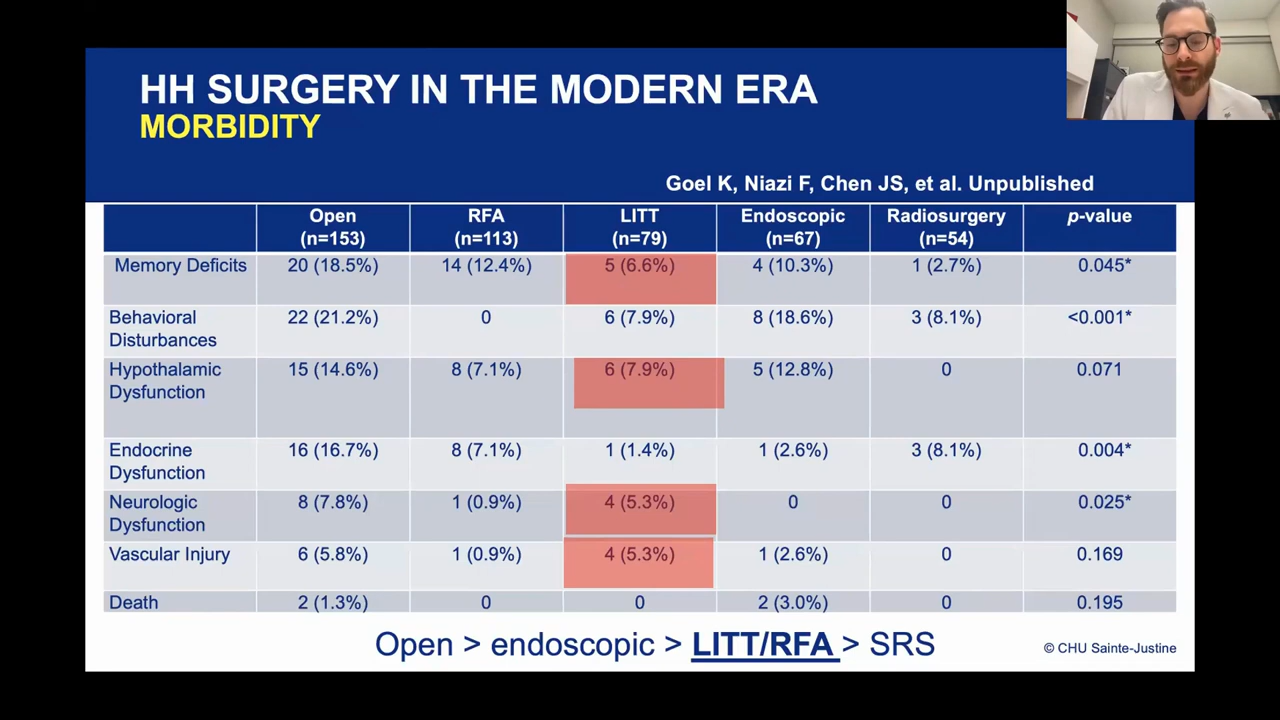 HH SURGERY IN THE MODERN ERA
MORBIDITY
Goel K, Niazi F, Chen JS, et al. Unpublished
Open (n=153) RFA (n=113) LITT (n=79) Endoscopic (n=67) Radiosurgery (n=54) p-value
Memory Deficits 20 (18.5%) 14 (12.4%) 5 (6.6%) 4 (10.3%) 1 (2.7%) 0.045*
Behavioral Disturbances 22 (21.2%) 0 6 (7.9%) 8 (18.6%) 3 (8.1%) <0.001*
Hypothalamic Dysfunction 15 (14.6%) 8 (7.1%) 6 (7.9%) 5 (12.8%) 0 0.071
Endocrine Dysfunction 16 (16.7%) 8 (7.1%) 1 (1.4%) 1 (2.6%) 3 (8.1%) 0.004*
Neurologic Dysfunction 8 (7.8%) 1 (0.9%) 4 (5.3%) 0 0 0.025*
Vascular Injury 6 (5.8%) 1 (0.9%) 4 (5.3%) 1 (2.6%) 0 0.169
Death 2 (1.3%) 0 0 2 (3.0%) 0 0.195
Open > endoscopic > LITT/RFA > SRS
© CHU Sainte-Justine